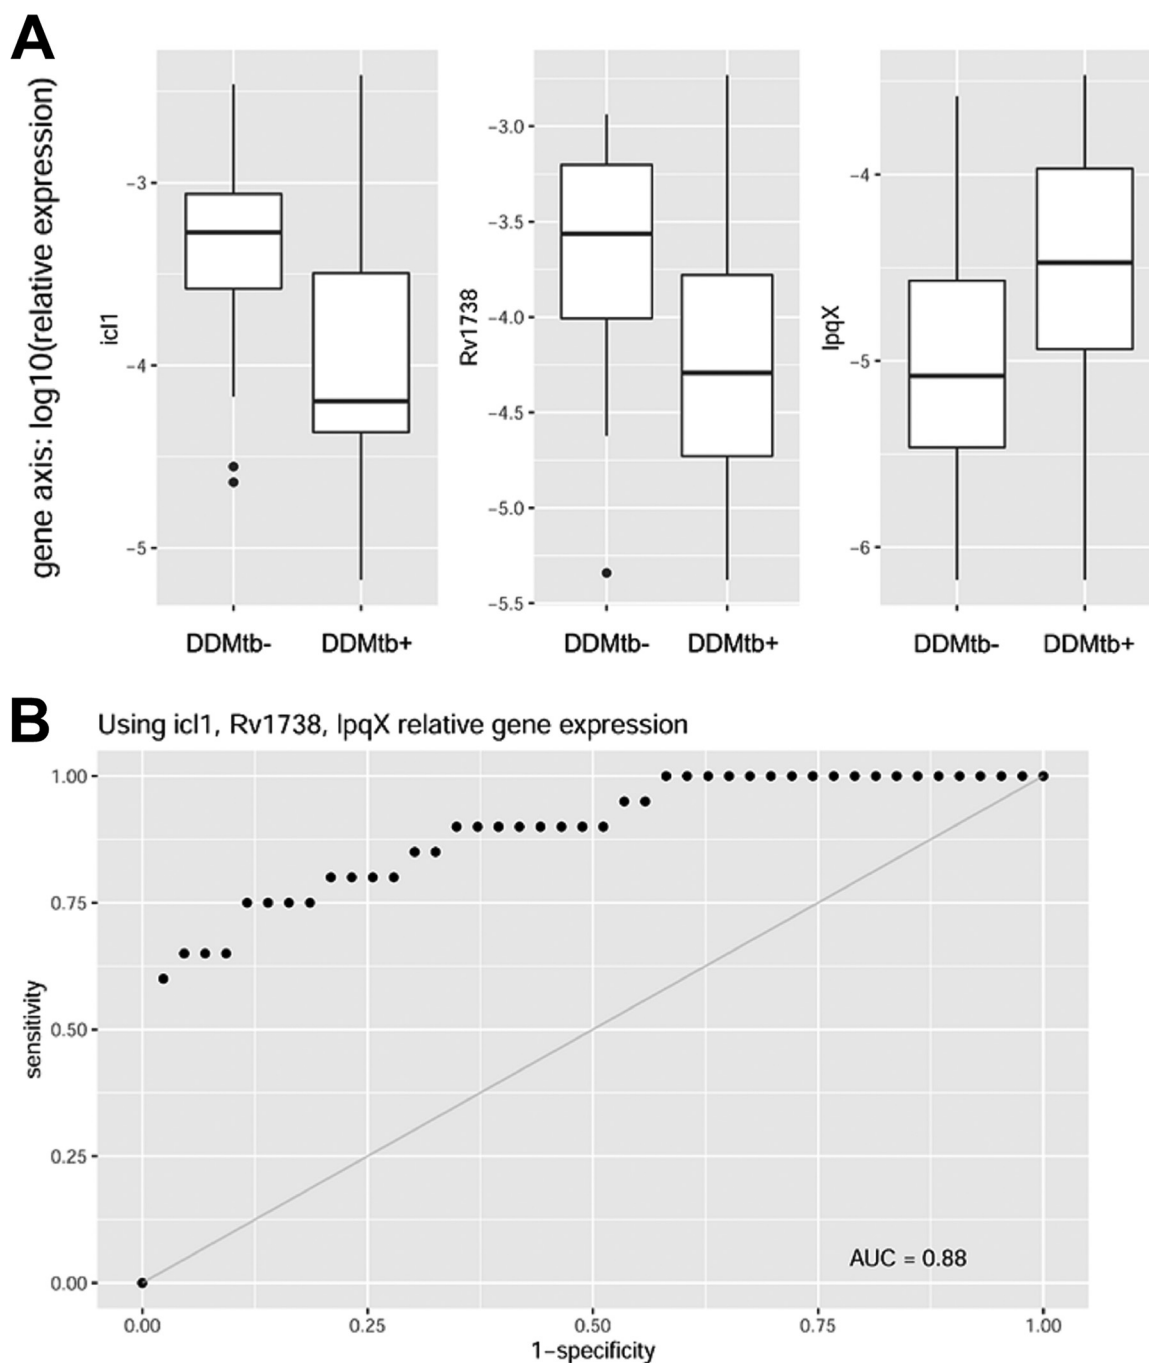 A
gene axis: log10(relative expression)
icl1
-3
-4
-5
DDMtb- DDMtb+
Rv1738
-3.0
-3.5
-4.0
-4.5
-5.0
-5.5
DDMtb- DDMtb+
lpqX
-4
-5
-6
DDMtb- DDMtb+
B
Using icl1, Rv1738, lpqX relative gene expression
sensitivity
1.00
0.75
0.50
0.25
0.00
AUC = 0.88
0.00 0.25 0.50 0.75 1.00
1-specificity